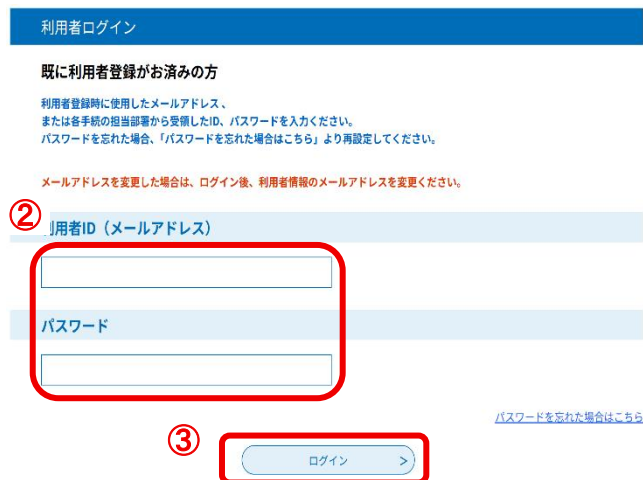 利用者ログイン
既に利用者登録がお済みの方
利用者登録時に使用したメールアドレス、
または各手続の担当部署から受領したID、パスワードを入力ください。
パスワードを忘れた場合、「パスワードを忘れた場合はこちら」より再設定してください。
メールアドレスを変更した場合は、ログイン後、利用者情報のメールアドレスを変更ください。
②
利用者ID（メールアドレス）
パスワード
パスワードを忘れた場合はこちら
③
ログイン >